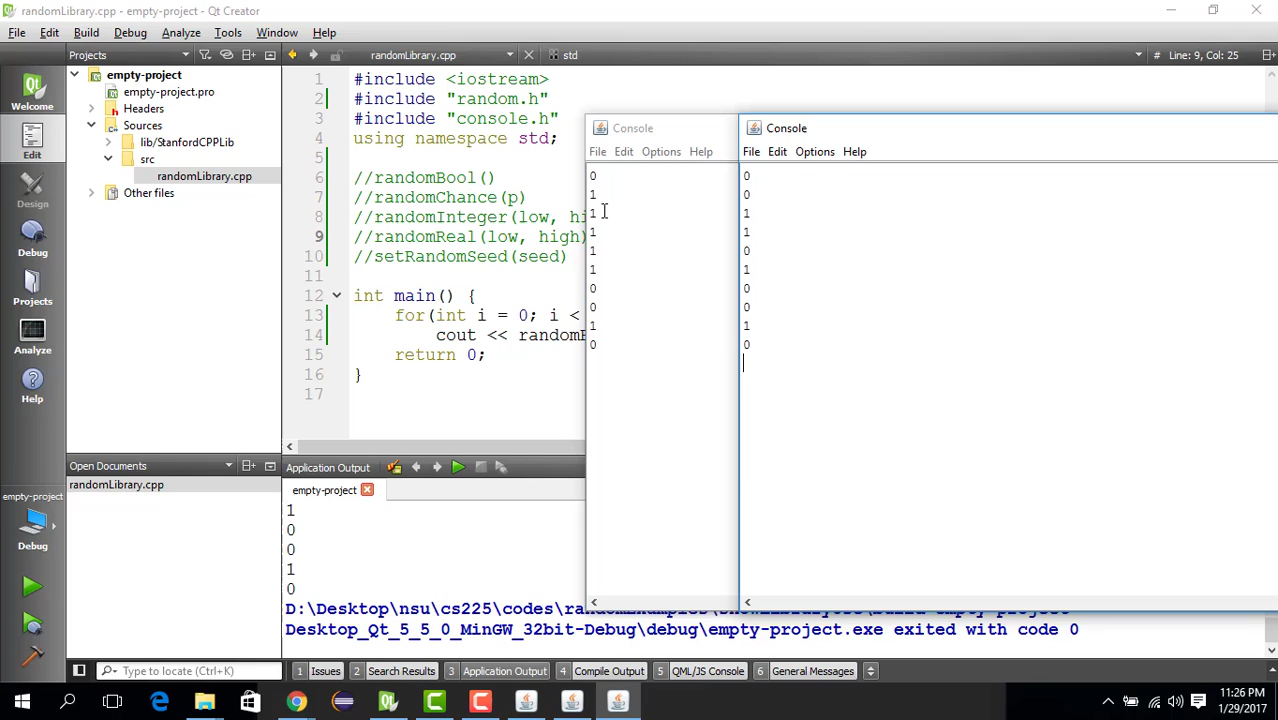 randomLibrary.cpp - empty-project - Qt Creator
File Edit Build Debug Analyze Tools Window Help
Projects
randomLibrary.cpp
std
# Line: 9, Col: 25
Welcome
Edit
Design
Debug
Projects
Analyze
Help
empty-project
Debug
empty-project
empty-project.pro
Headers
Sources
lib/StanfordCPPLib
src
randomLibrary.cpp
Other files
Open Documents
randomLibrary.cpp
1 #include <iostream>
2 #include "random.h"
3 #include "console.h"
4 using namespace std;
5
6 //randomBool()
7 //randomChance(p)
8 //randomInteger(low, hi
9 //randomReal(low, high)
10 //setRandomSeed(seed)
11
12 int main() {
13 for(int i = 0; i <
14 cout << random
15 return 0;
16 }
17
Console
File Edit Options Help
0
1
1
1
1
1
0
0
1
0
Console
File Edit Options Help
0
0
1
1
0
1
0
0
1
0
Application Output
empty-project
1
0
0
1
0
Desktop_Qt_5_5_0_MinGW_32bit-Debug\debug\empty-project.exe exited with code 0
Type to locate (Ctrl+K)
1 Issues 2 Search Results 3 Application Output 4 Compile Output 5 QML/JS Console 6 General Messages
11:26 PM
1/29/2017